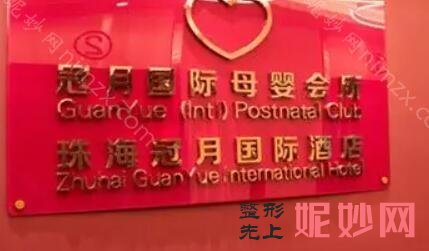 冠月国际母婴会所
GuanYue (Int'l) Postnatal Club
珠海冠月国际酒店
Zhuhai GuanYue International Hotel
整形
先上
妮妙网